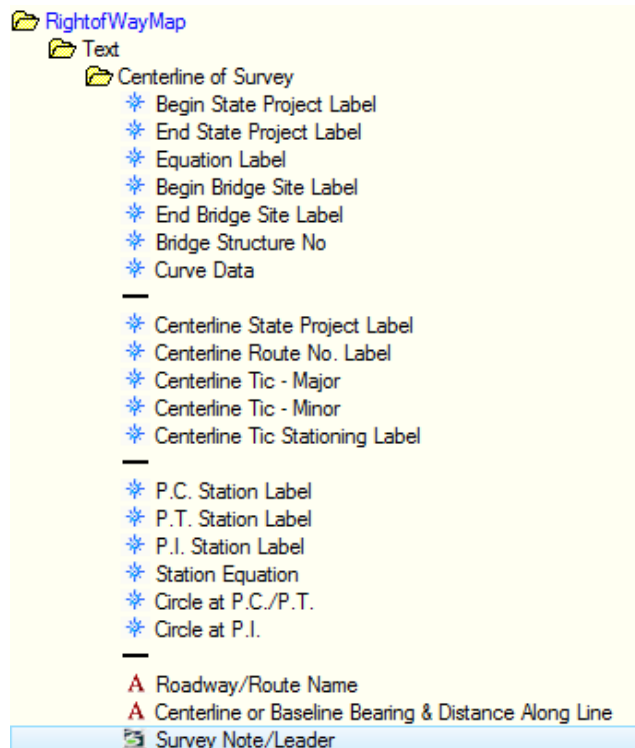 RightofWayMap
Text
Centerline of Survey
Begin State Project Label
End State Project Label
Equation Label
Begin Bridge Site Label
End Bridge Site Label
Bridge Structure No
Curve Data
Centerline State Project Label
Centerline Route No. Label
Centerline Tic - Major
Centerline Tic - Minor
Centerline Tic Stationing Label
P.C. Station Label
P.T. Station Label
P.I. Station Label
Station Equation
Circle at P.C./P.T.
Circle at P.I.
A Roadway/Route Name
A Centerline or Baseline Bearing & Distance Along Line
Survey Note/Leader